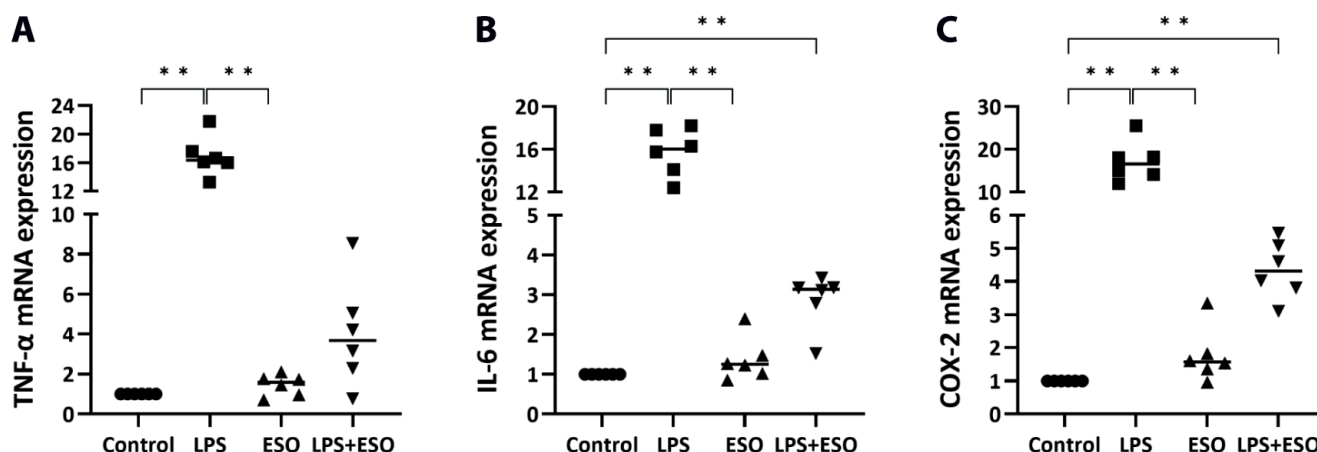 A
B
C
* * * *
* *
* * * *
* *
* * * *
TNF-α mRNA expression
24
20
16
12
10
8
6
4
2
0
Control LPS ESO LPS+ESO
IL-6 mRNA expression
20
16
12
5
4
3
2
1
0
Control LPS ESO LPS+ESO
COX-2 mRNA expression
30
20
10
6
5
4
3
2
1
0
Control LPS ESO LPS+ESO